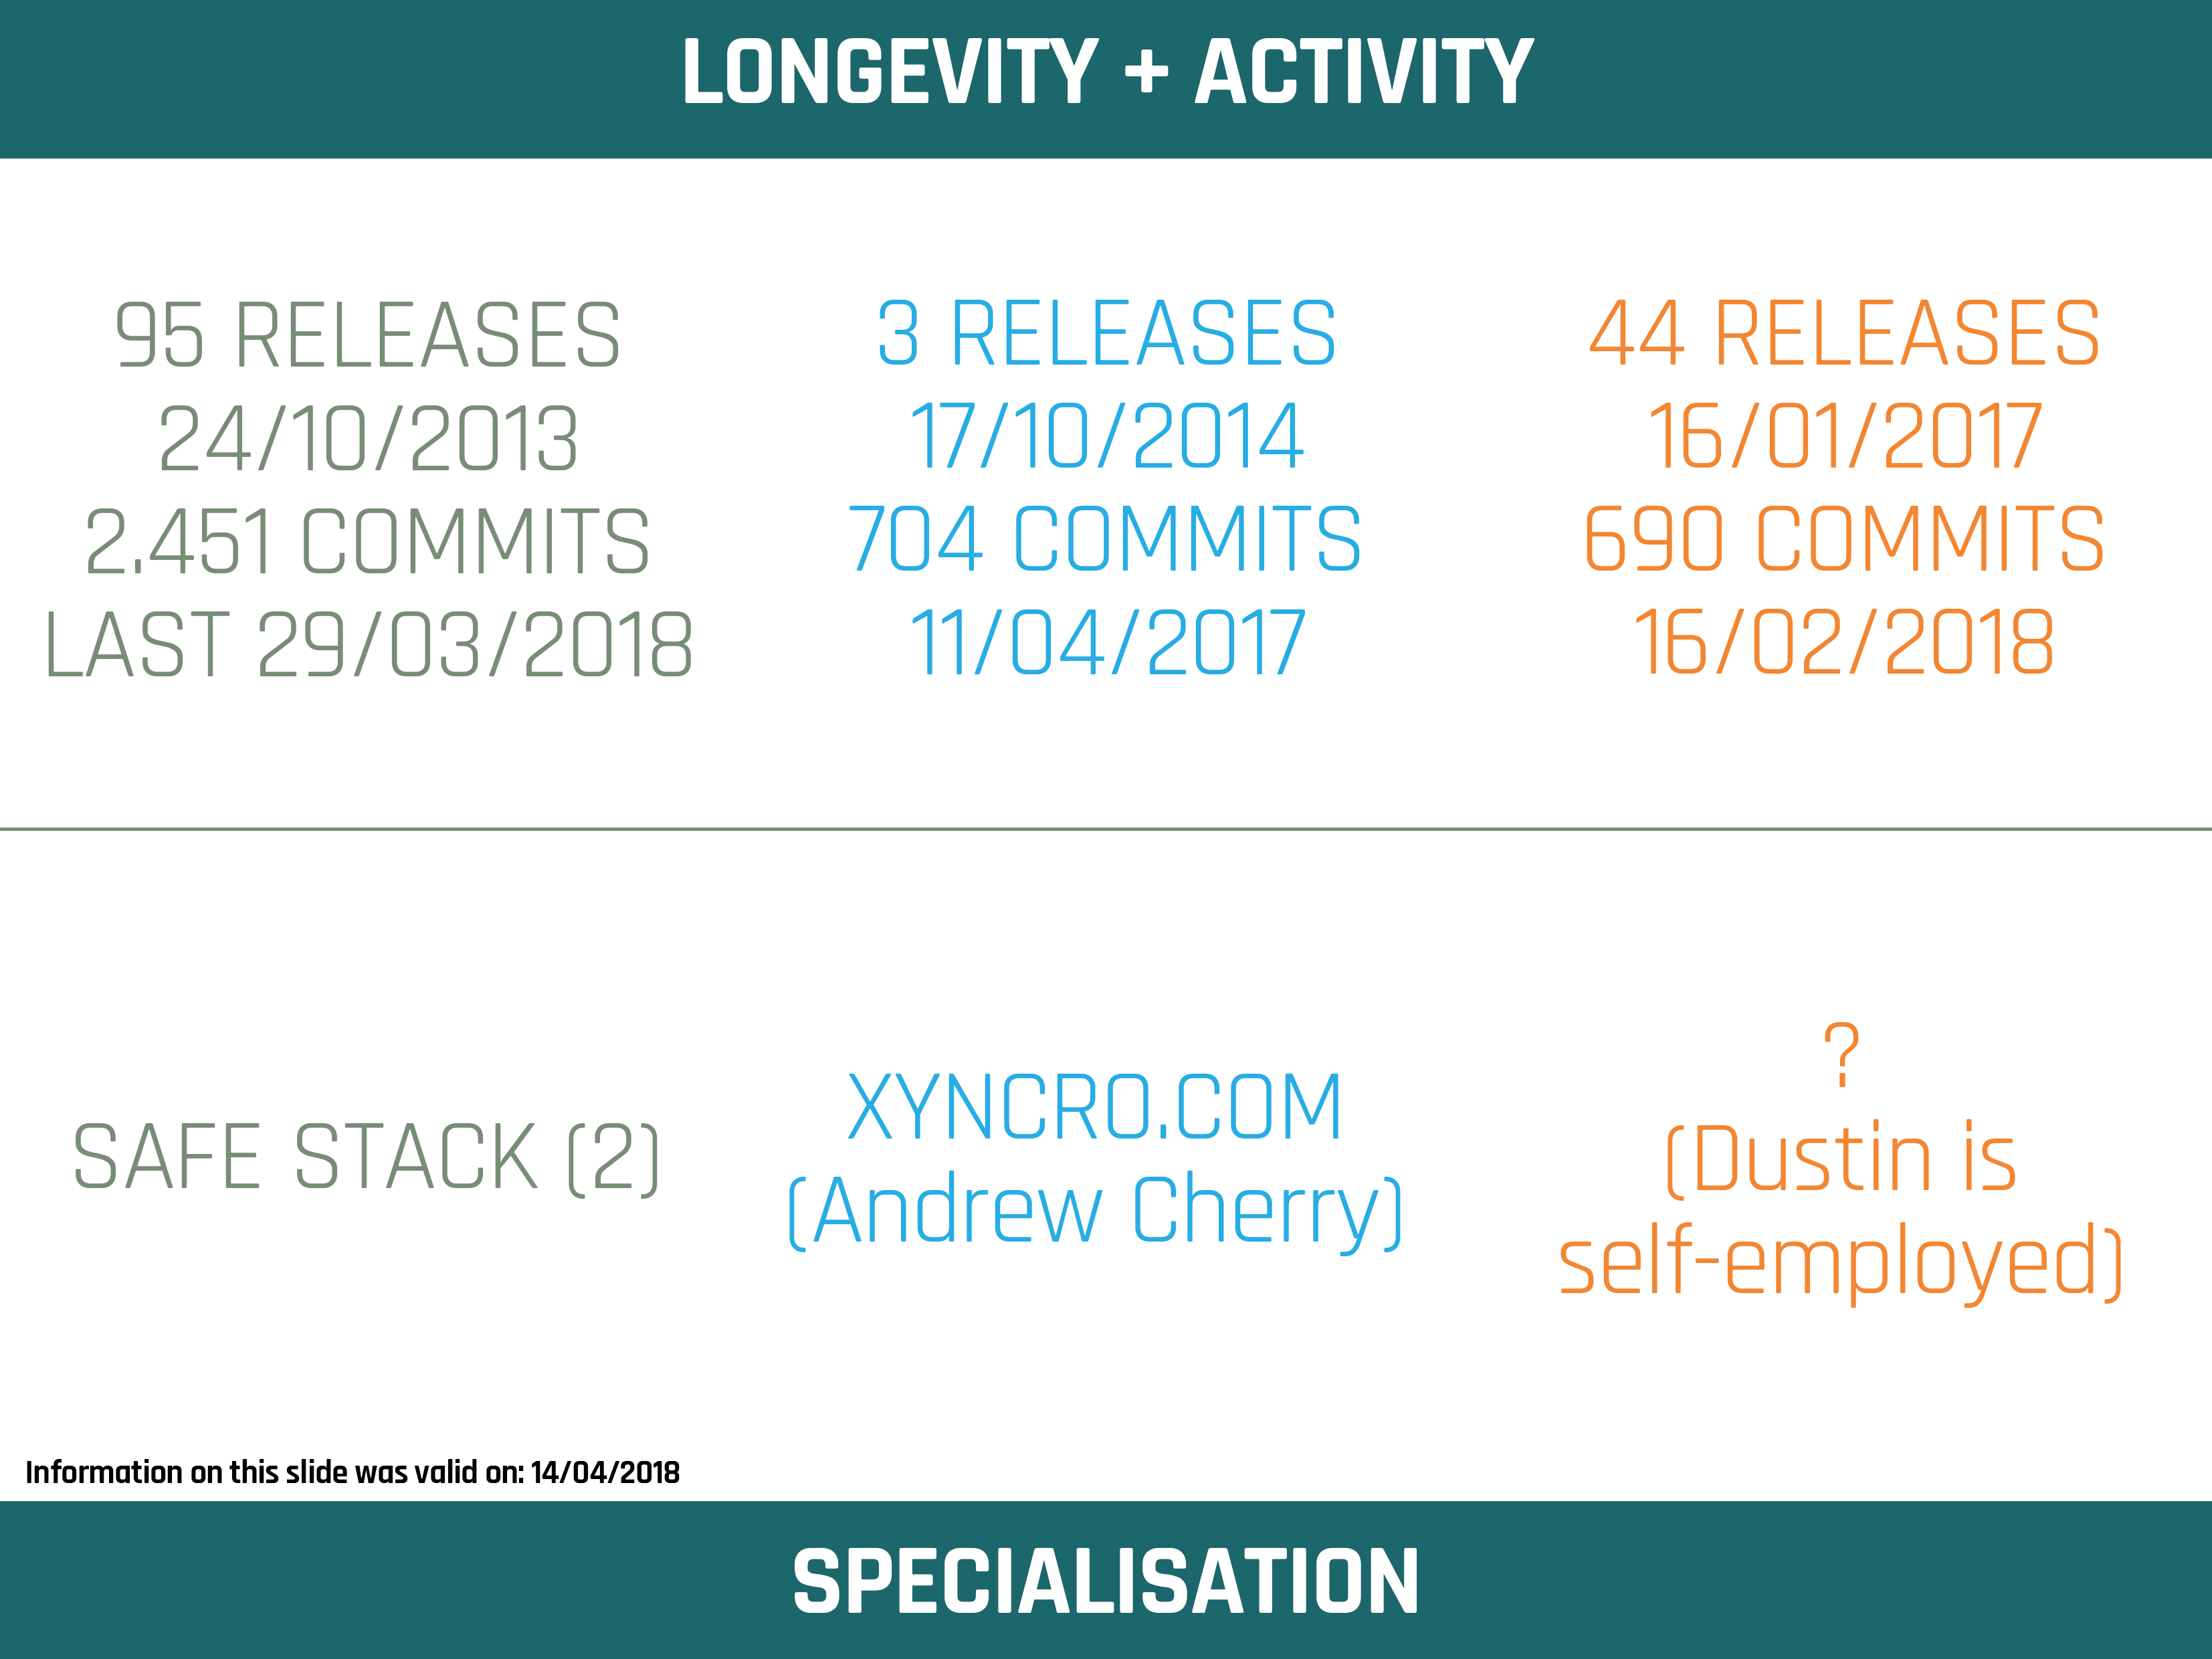 LONGEVITY + ACTIVITY
95 RELEASES
24/10/2013
2,451 COMMITS
LAST 29/03/2018
3 RELEASES
17/10/2014
704 COMMITS
11/04/2017
44 RELEASES
16/01/2017
690 COMMITS
16/02/2018
SAFE STACK (2)
XYNCRO.COM
(Andrew Cherry)
?
(Dustin is
self-employed)
Information on this slide was valid on: 14/04/2018
SPECIALISATION